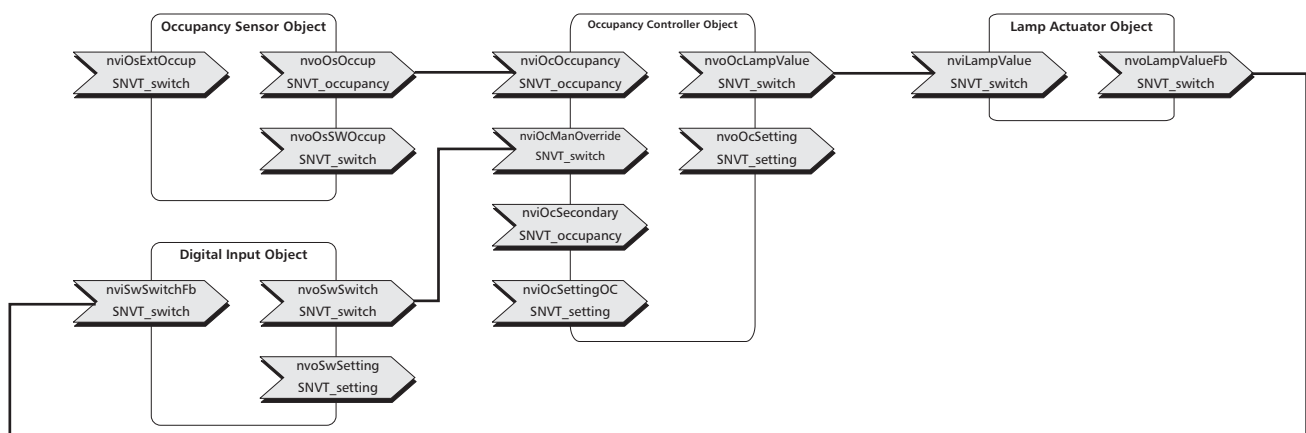 Occupancy Sensor Object
nviOsExtOccup
SNVT_switch
nvoOsOccup
SNVT_occupancy
nvoOsSWOccup
SNVT_switch
Digital Input Object
nviSwSwitchFb
SNVT_switch
nvoSwSwitch
SNVT_switch
nvoSwSetting
SNVT_setting
Occupancy Controller Object
nviOcOccupancy
SNVT_occupancy
nviOcManOverride
SNVT_switch
nviOcSecondary
SNVT_occupancy
nviOcSettingOC
SNVT_setting
nvoOcLampValue
SNVT_switch
nvoOcSetting
SNVT_setting
Lamp Actuator Object
nviLampValue
SNVT_switch
nvoLampValueFb
SNVT_switch